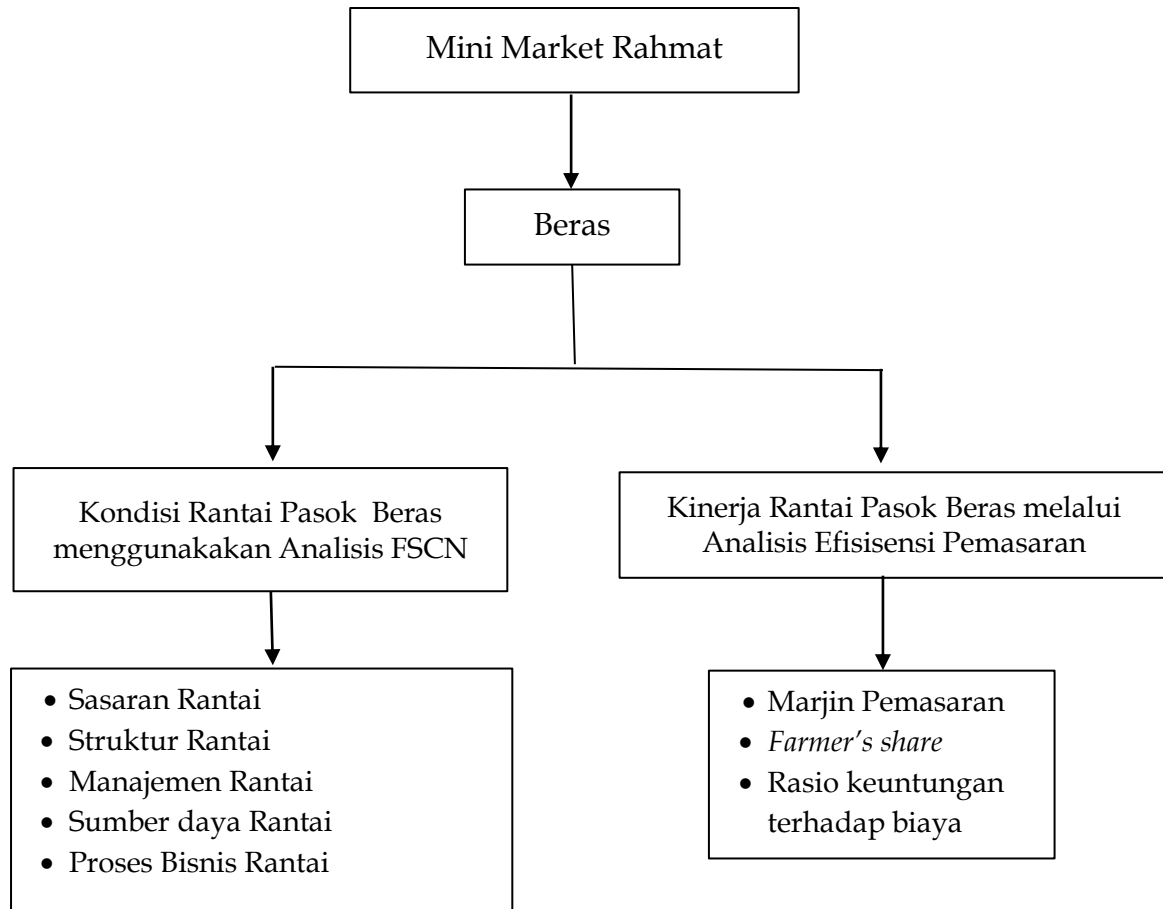 Mini Market Rahmat
Beras
Kondisi Rantai Pasok Beras
menggunakakan Analisis FSCN
Kinerja Rantai Pasok Beras melalui
Analisis Efisisensi Pemasaran
• Sasaran Rantai
• Struktur Rantai
• Manajemen Rantai
• Sumber daya Rantai
• Proses Bisnis Rantai
• Marjin Pemasaran
• Farmer’s share
• Rasio keuntungan
terhadap biaya